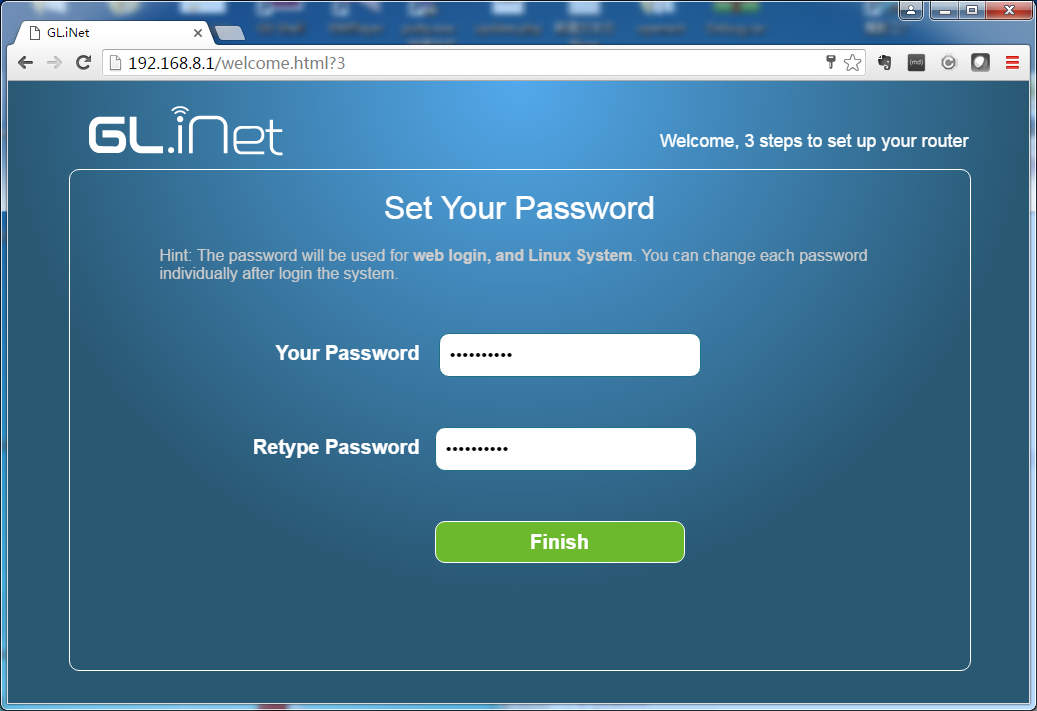 GL.iNet
192.168.8.1/welcome.html?3
GL.iNet
Welcome, 3 steps to set up your router
Set Your Password
Hint: The password will be used for web login, and Linux System. You can change each password
individually after login the system.
Your Password
••••••••••
Retype Password
••••••••••
Finish